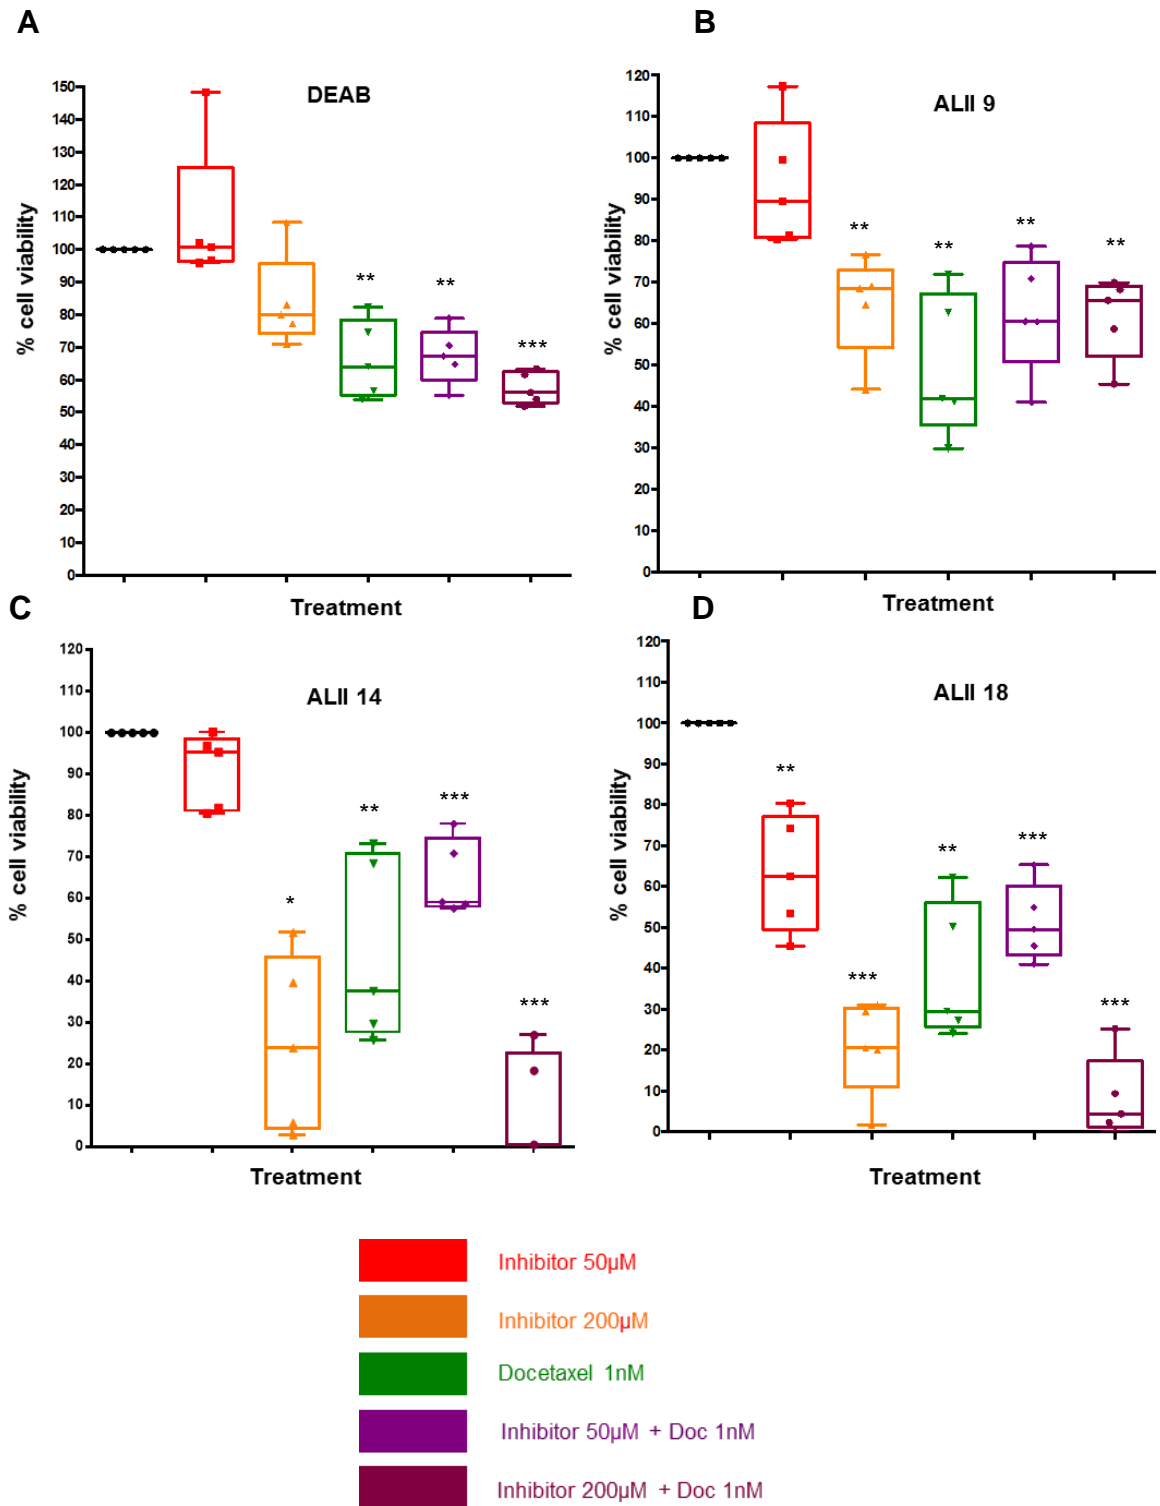 A
B
DEAB
ALII 9
% cell viability
150
140
130
120
110
100
90
80
70
60
50
40
30
20
10
0
** ** ***
Treatment
% cell viability
120
110
100
90
80
70
60
50
40
30
20
10
0
** ** ** **
Treatment
C
D
ALII 14
ALII 18
% cell viability
120
110
100
90
80
70
60
50
40
30
20
10
0
* ** *** ***
Treatment
% cell viability
120
110
100
90
80
70
60
50
40
30
20
10
0
** *** ** *** ***
Treatment
Inhibitor 50µM
Inhibitor 200µM
Docetaxel 1nM
Inhibitor 50µM + Doc 1nM
Inhibitor 200µM + Doc 1nM